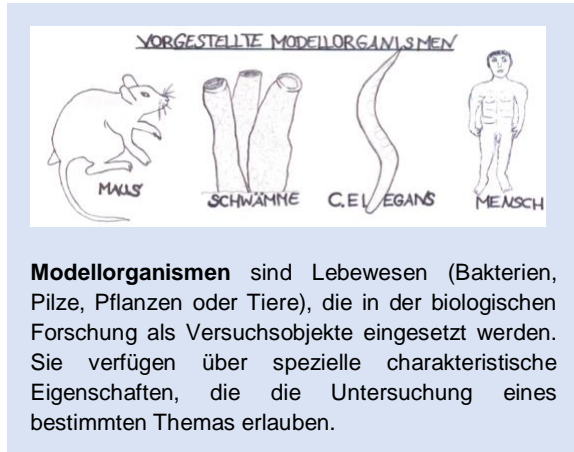 VORGESTELLTE MODELLORGANISMEN
MAUS
SCHWÄMME
C.ELEGANS
MENSCH
Modellorganismen sind Lebewesen (Bakterien,
Pilze, Pflanzen oder Tiere), die in der biologischen
Forschung als Versuchsobjekte eingesetzt werden.
Sie verfügen über spezielle charakteristische
Eigenschaften, die die Untersuchung eines
bestimmten Themas erlauben.